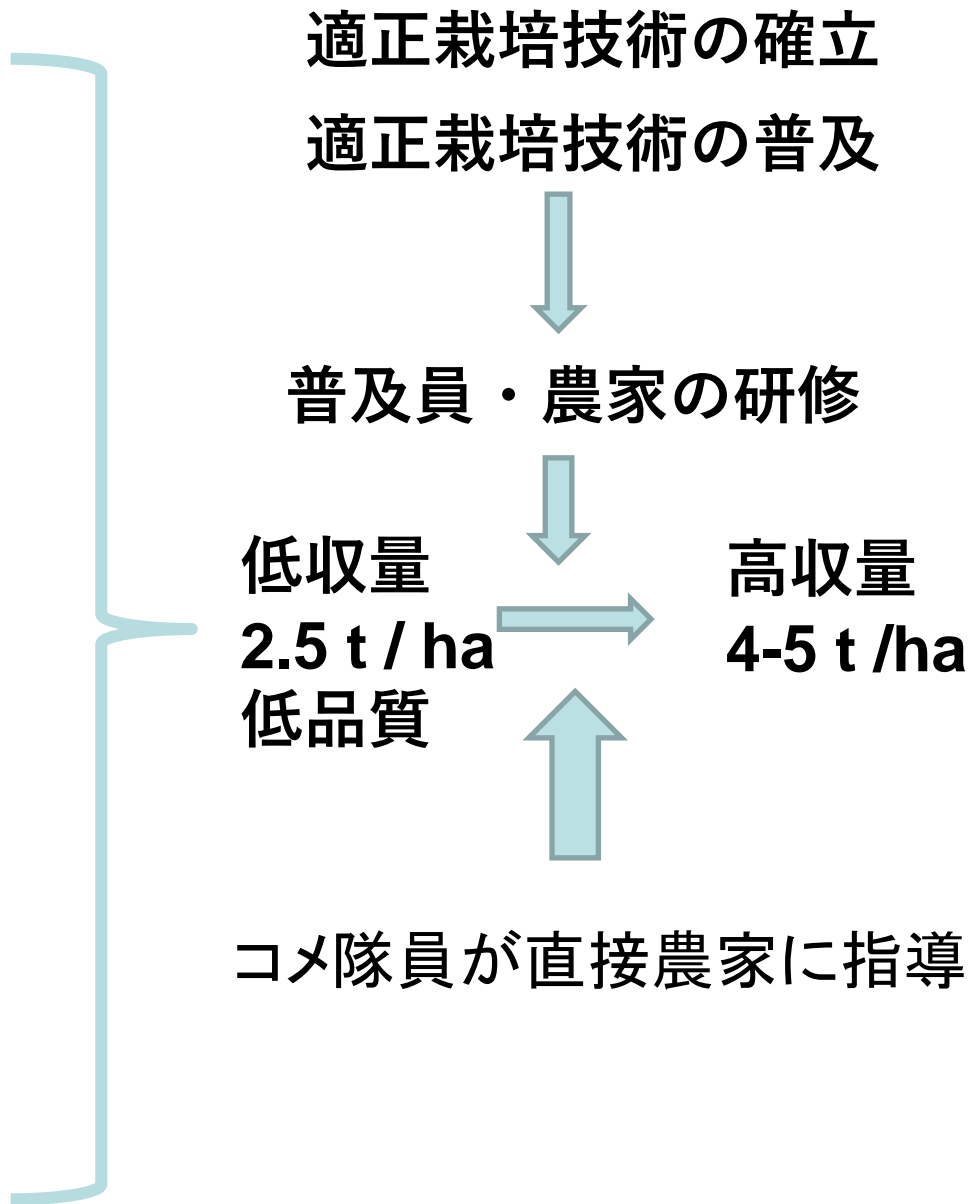 適正栽培技術の確立
適正栽培技術の普及
普及員・農家の研修
低収量
2.5 t / ha
低品質
高収量
4-5 t /ha
コメ隊員が直接農家に指導